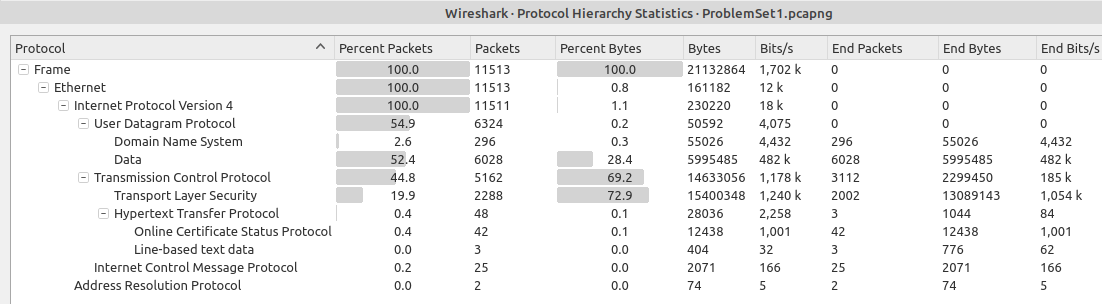 Wireshark · Protocol Hierarchy Statistics · ProblemSet1.pcapng
Protocol Percent Packets Packets Percent Bytes Bytes Bits/s End Packets End Bytes End Bits/s
Frame 100.0 11513 100.0 21132864 1,702 k 0 0 0
Ethernet 100.0 11513 0.8 161182 12 k 0 0 0
Internet Protocol Version 4 100.0 11511 1.1 230220 18 k 0 0 0
User Datagram Protocol 54.9 6324 0.2 50592 4,075 0 0 0
Domain Name System 2.6 296 0.3 55026 4,432 296 55026 4,432
Data 52.4 6028 28.4 5995485 482 k 6028 5995485 482 k
Transmission Control Protocol 44.8 5162 69.2 14633056 1,178 k 3112 2299450 185 k
Transport Layer Security 19.9 2288 72.9 15400348 1,240 k 2002 13089143 1,054 k
Hypertext Transfer Protocol 0.4 48 0.1 28036 2,258 3 1044 84
Online Certificate Status Protocol 0.4 42 0.1 12438 1,001 42 12438 1,001
Line-based text data 0.0 3 0.0 404 32 3 776 62
Internet Control Message Protocol 0.2 25 0.0 2071 166 25 2071 166
Address Resolution Protocol 0.0 2 0.0 74 5 2 74 5